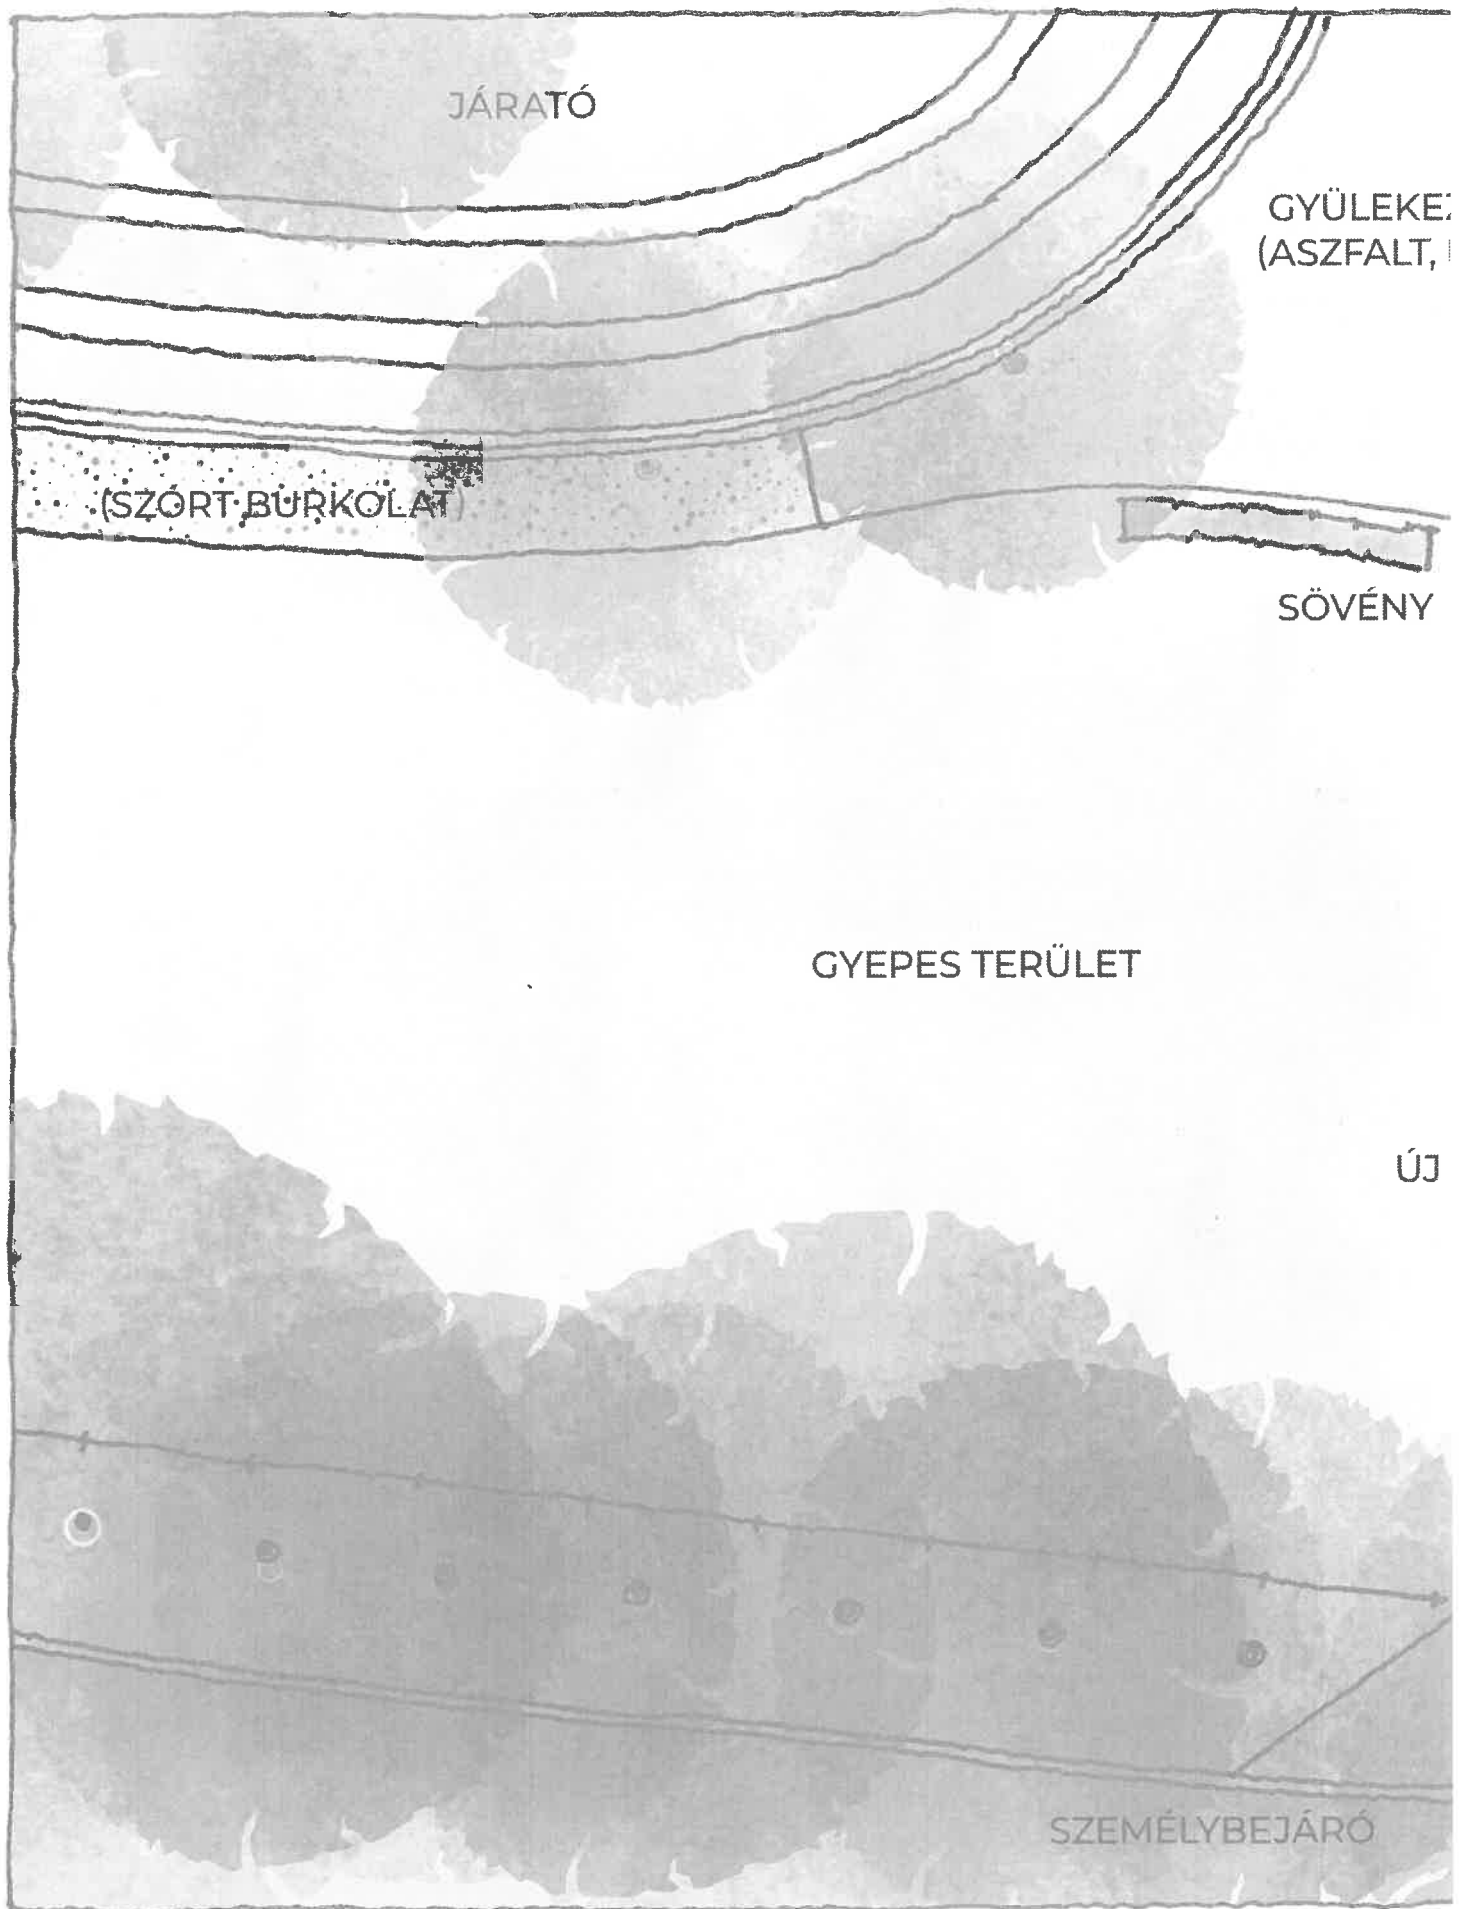 JÁRATÓ
GYÜLEKEZ
(ASZFALT,
(SZÓRT BURKOLAT)
SÖVÉNY
GYEPES TERÜLET
ÚJ
SZEMÉLYBEJÁRÓ